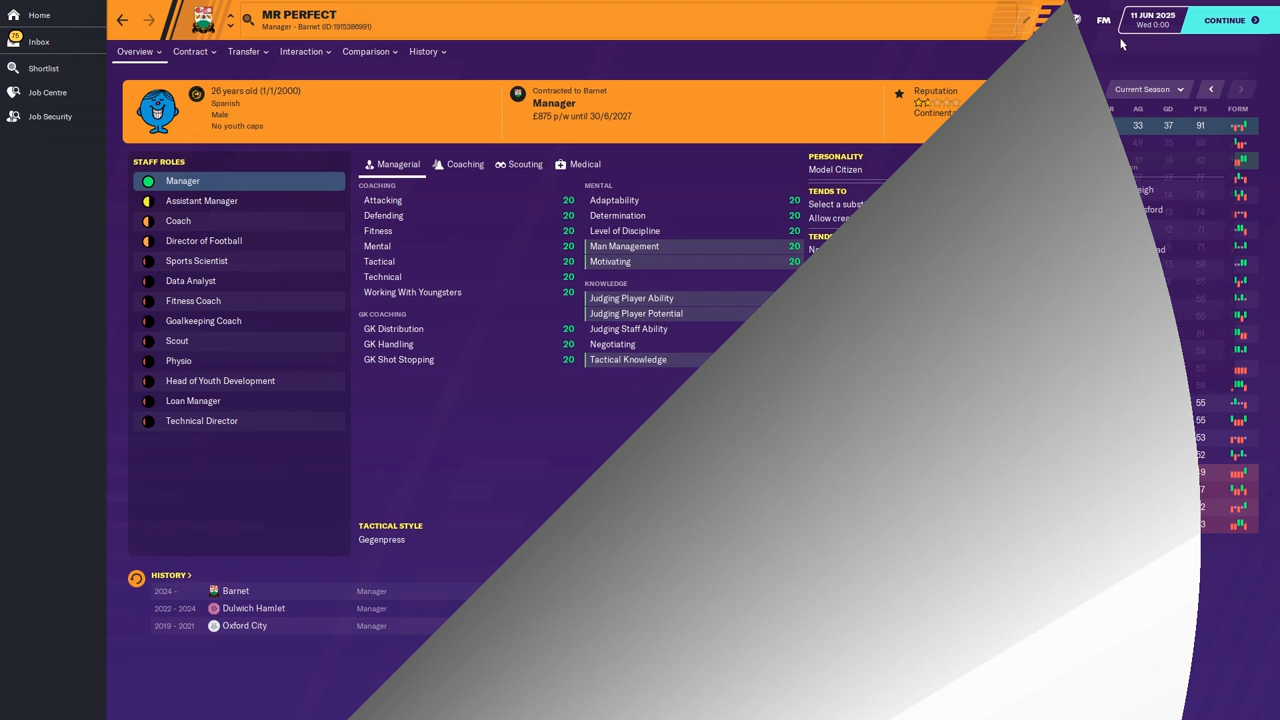 Home
75
Inbox
Shortlist
Job Centre
Job Security
MR PERFECT
Manager - Barnet (ID:1915386991)
FM
11 JUN 2025
Wed 0:00
CONTINUE
Overview
Contract
Transfer
Interaction
Comparison
History
26 years old (1/1/2000)
Spanish
Male
No youth caps
Contracted to Barnet
Manager
£875 p/w until 30/6/2027
Reputation
Continenta
Current Season
STAFF ROLES
Manager
Assistant Manager
Coach
Director of Football
Sports Scientist
Data Analyst
Fitness Coach
Goalkeeping Coach
Scout
Physio
Head of Youth Development
Loan Manager
Technical Director
Managerial
Coaching
Scouting
Medical
COACHING
Attacking 20
Defending 20
Fitness 20
Mental 20
Tactical 20
Technical 20
Working With Youngsters 20
GK COACHING
GK Distribution 20
GK Handling 20
GK Shot Stopping 20
MENTAL
Adaptability 20
Determination 20
Level of Discipline 20
Man Management 20
Motivating 20
KNOWLEDGE
Judging Player Ability
Judging Player Potential
Judging Staff Ability
Negotiating
Tactical Knowledge
PERSONALITY
Model Citizen
TENDS TO
Select a subst
Allow crea
TENDS
No
TACTICAL STYLE
Gegenpress
HISTORY
2024 - Barnet Manager
2022 - 2024 Dulwich Hamlet Manager
2019 - 2021 Oxford City Manager
AG GD PTS FORM
33 37 91
55
55
53
52